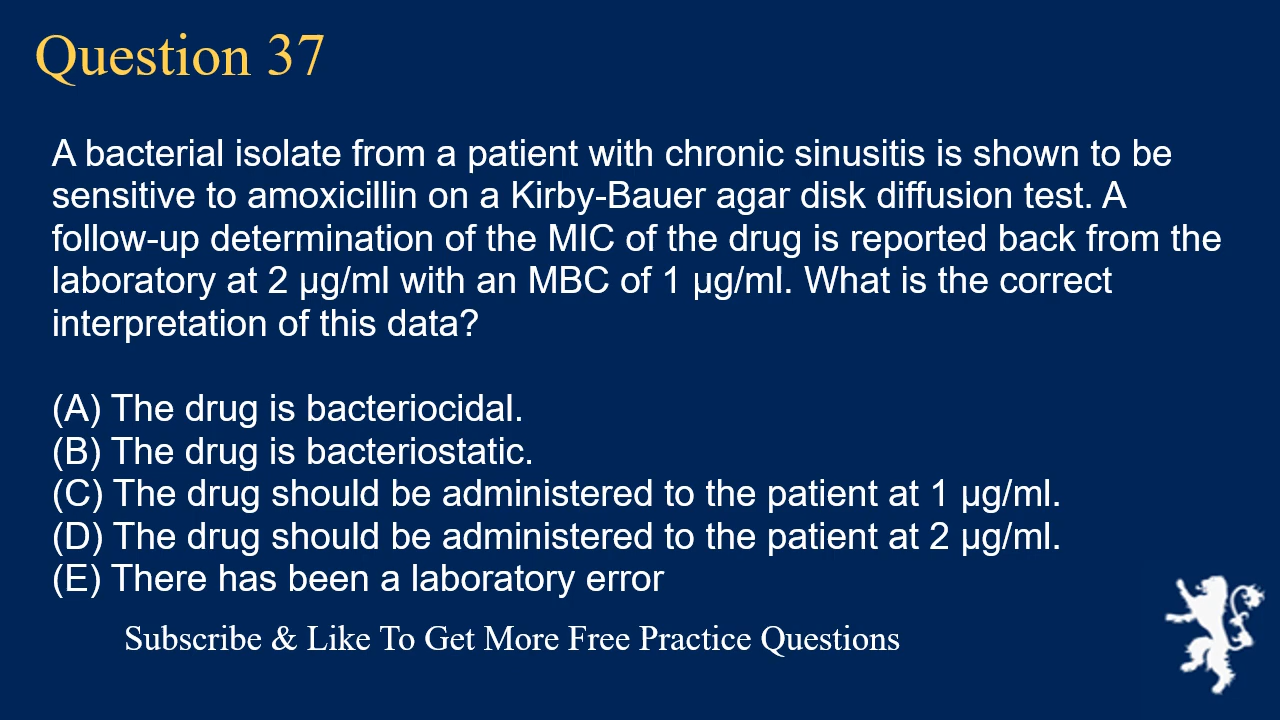 Question 37
A bacterial isolate from a patient with chronic sinusitis is shown to be
sensitive to amoxicillin on a Kirby-Bauer agar disk diffusion test. A
follow-up determination of the MIC of the drug is reported back from the
laboratory at 2 µg/ml with an MBC of 1 µg/ml. What is the correct
interpretation of this data?
(A) The drug is bacteriocidal.
(B) The drug is bacteriostatic.
(C) The drug should be administered to the patient at 1 µg/ml.
(D) The drug should be administered to the patient at 2 µg/ml.
(E) There has been a laboratory error
Subscribe & Like To Get More Free Practice Questions